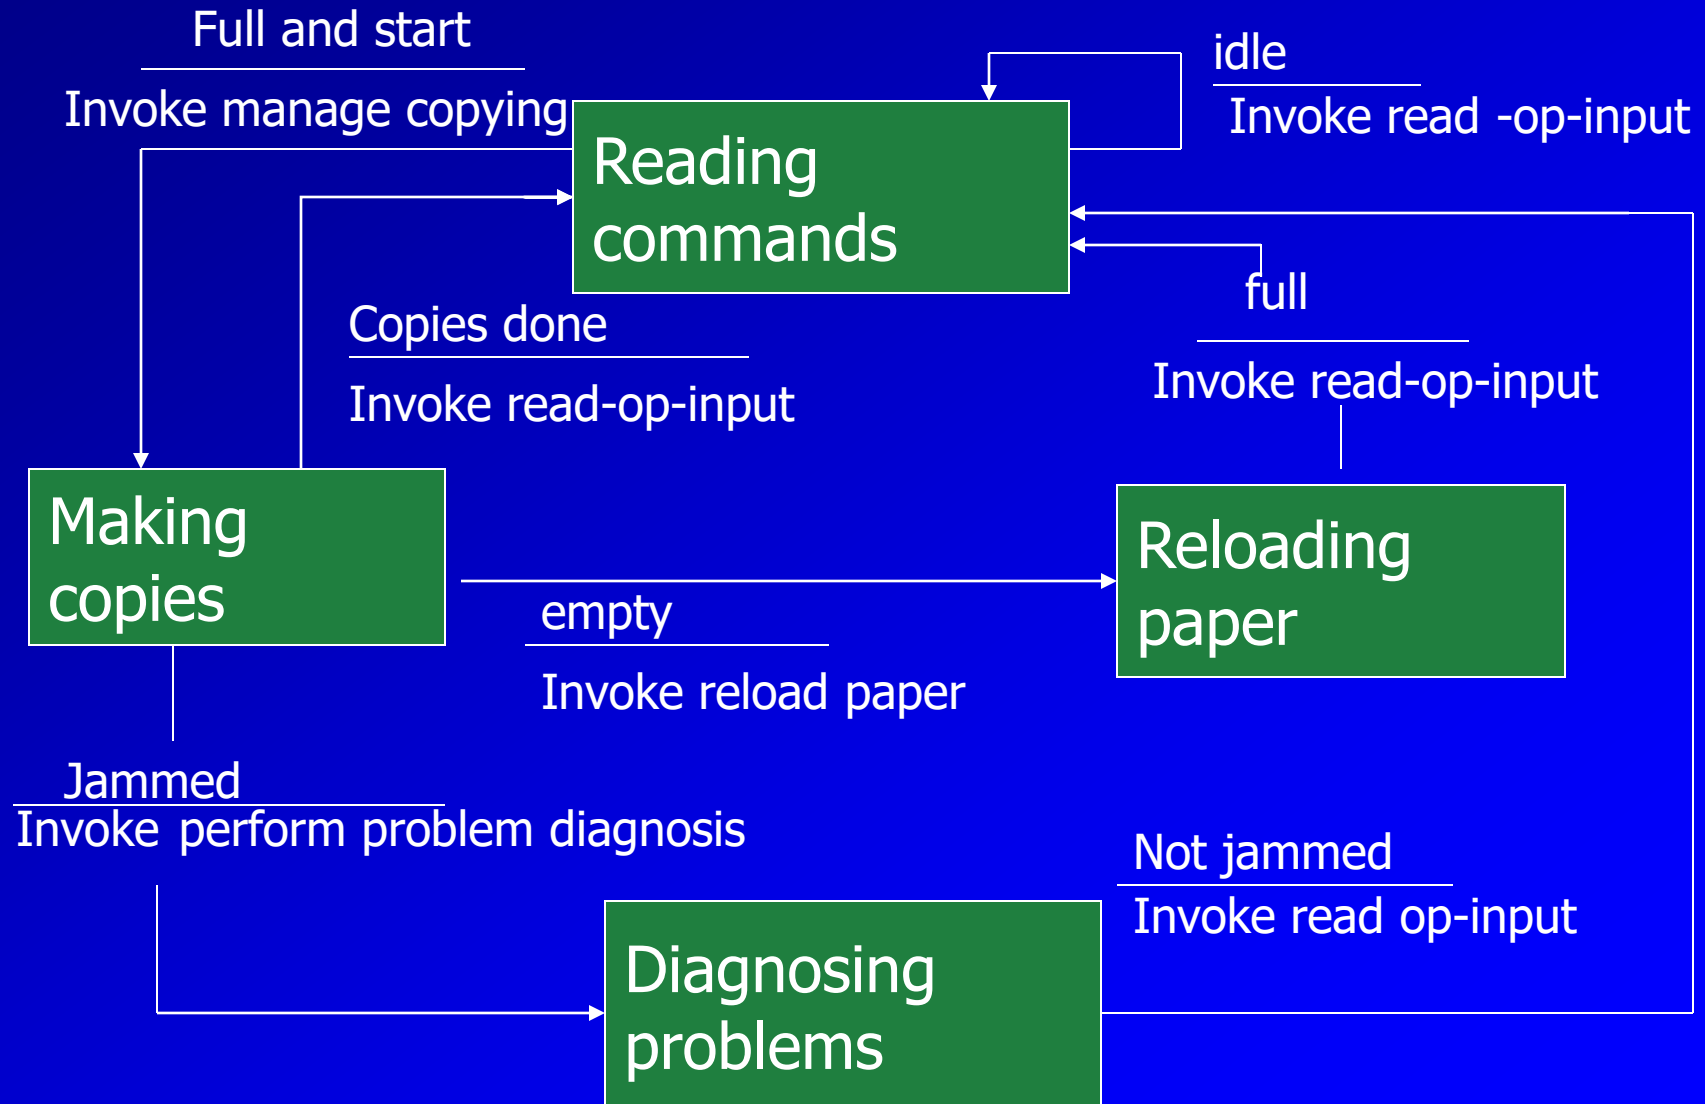 Full and start
Invoke manage copying
idle
Invoke read -op-input
Reading
commands
full
Invoke read-op-input
Copies done
Invoke read-op-input
Making
copies
Reloading
paper
empty
Invoke reload paper
Jammed
Invoke perform problem diagnosis
Not jammed
Invoke read op-input
Diagnosing
problems